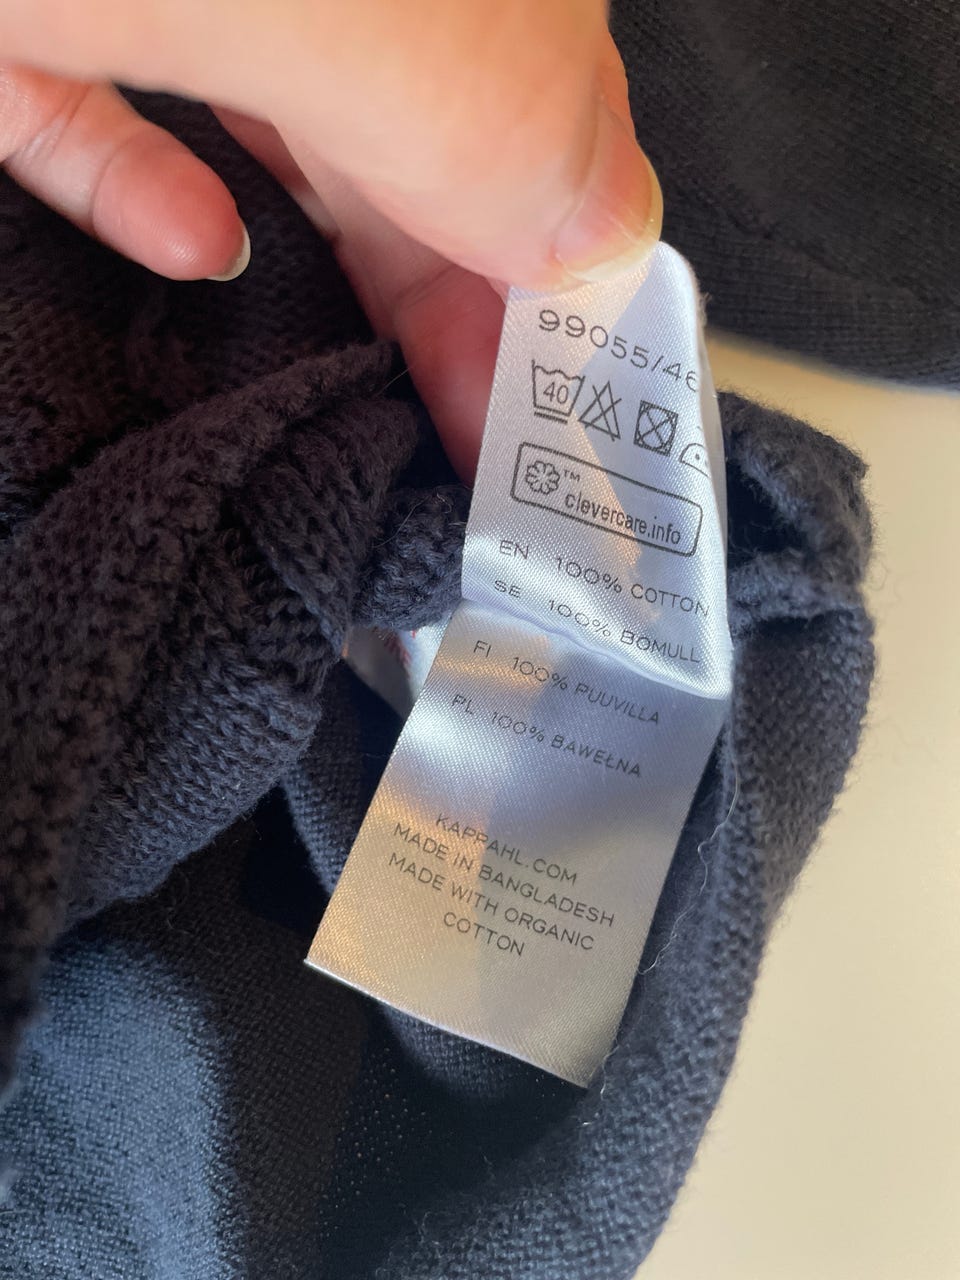 99055/46
40
™
clevercare.info
EN 100% COTTON
SE 100% BOMULL
FI 100% PUUVILLA
PL 100% BAWEŁNA
KAPPAHL.COM
MADE IN BANGLADESH
MADE WITH ORGANIC
COTTON